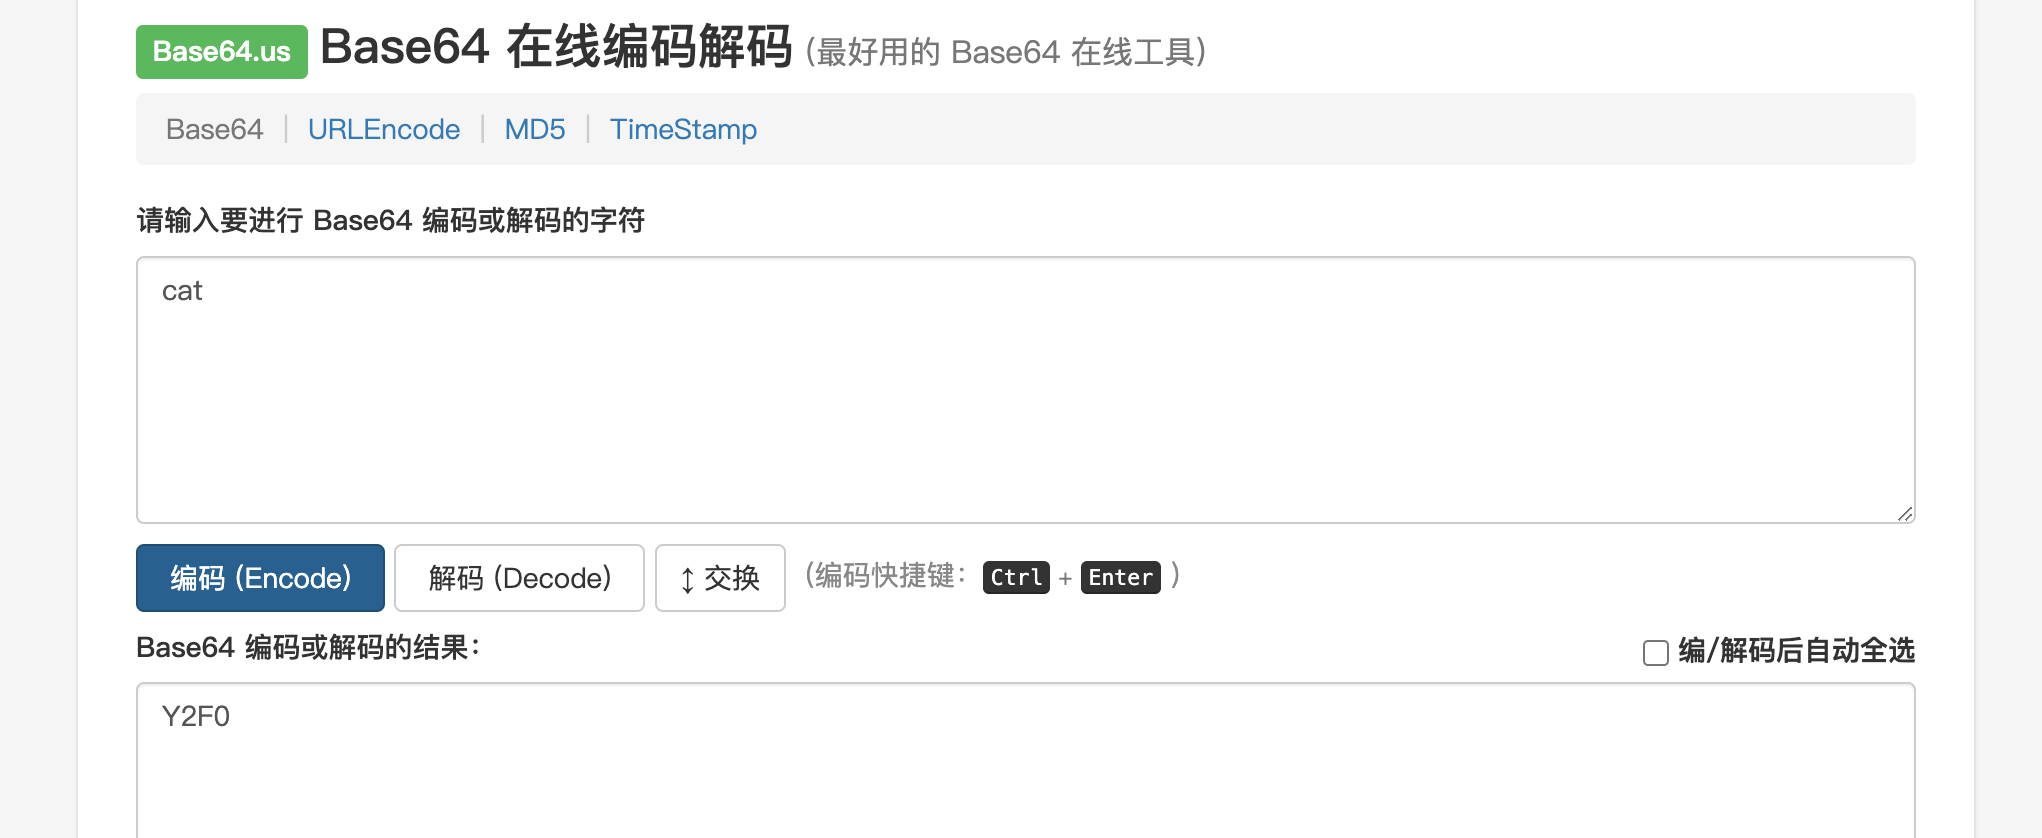 Base64.us Base64 在线编码解码 (最好用的 Base64 在线工具)
Base64 | URLEncode | MD5 | TimeStamp
请输入要进行 Base64 编码或解码的字符
cat
编码 (Encode) 解码 (Decode) ↕ 交换 (编码快捷键: Ctrl + Enter )
Base64 编码或解码的结果: 编/解码后自动全选
Y2F0